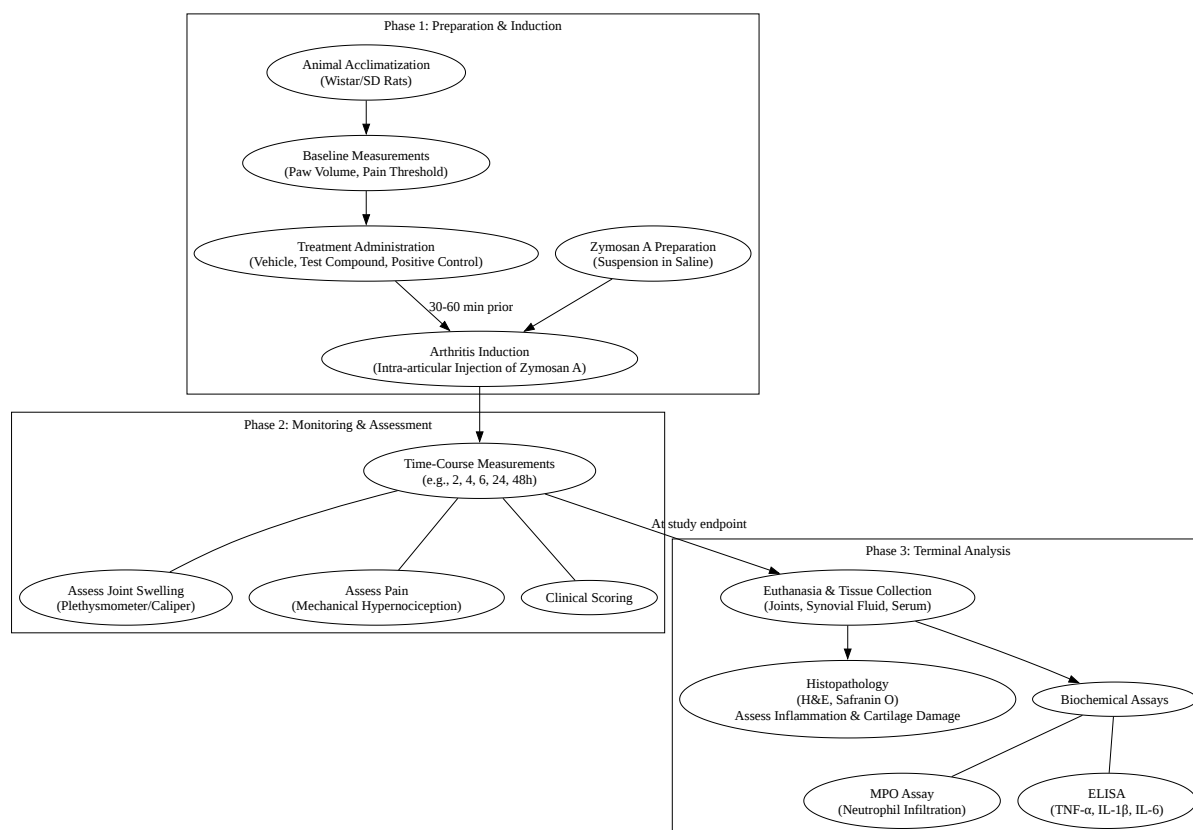 Phase 1: Preparation & Induction
Animal Acclimatization
(Wistar/SD Rats)
Baseline Measurements
(Paw Volume, Pain Threshold)
Treatment Administration
(Vehicle, Test Compound, Positive Control)
Zymosan A Preparation
(Suspension in Saline)
30-60 min prior
Arthritis Induction
(Intra-articular Injection of Zymosan A)
Phase 2: Monitoring & Assessment
Time-Course Measurements
(e.g., 2, 4, 6, 24, 48h)
At study endpoint
Assess Joint Swelling
(Plethysmometer/Caliper)
Assess Pain
(Mechanical Hypernociception)
Clinical Scoring
Phase 3: Terminal Analysis
Euthanasia & Tissue Collection
(Joints, Synovial Fluid, Serum)
Histopathology
(H&E, Safranin O)
Assess Inflammation & Cartilage Damage
Biochemical Assays
MPO Assay
(Neutrophil Infiltration)
ELISA
(TNF-α, IL-1β, IL-6)